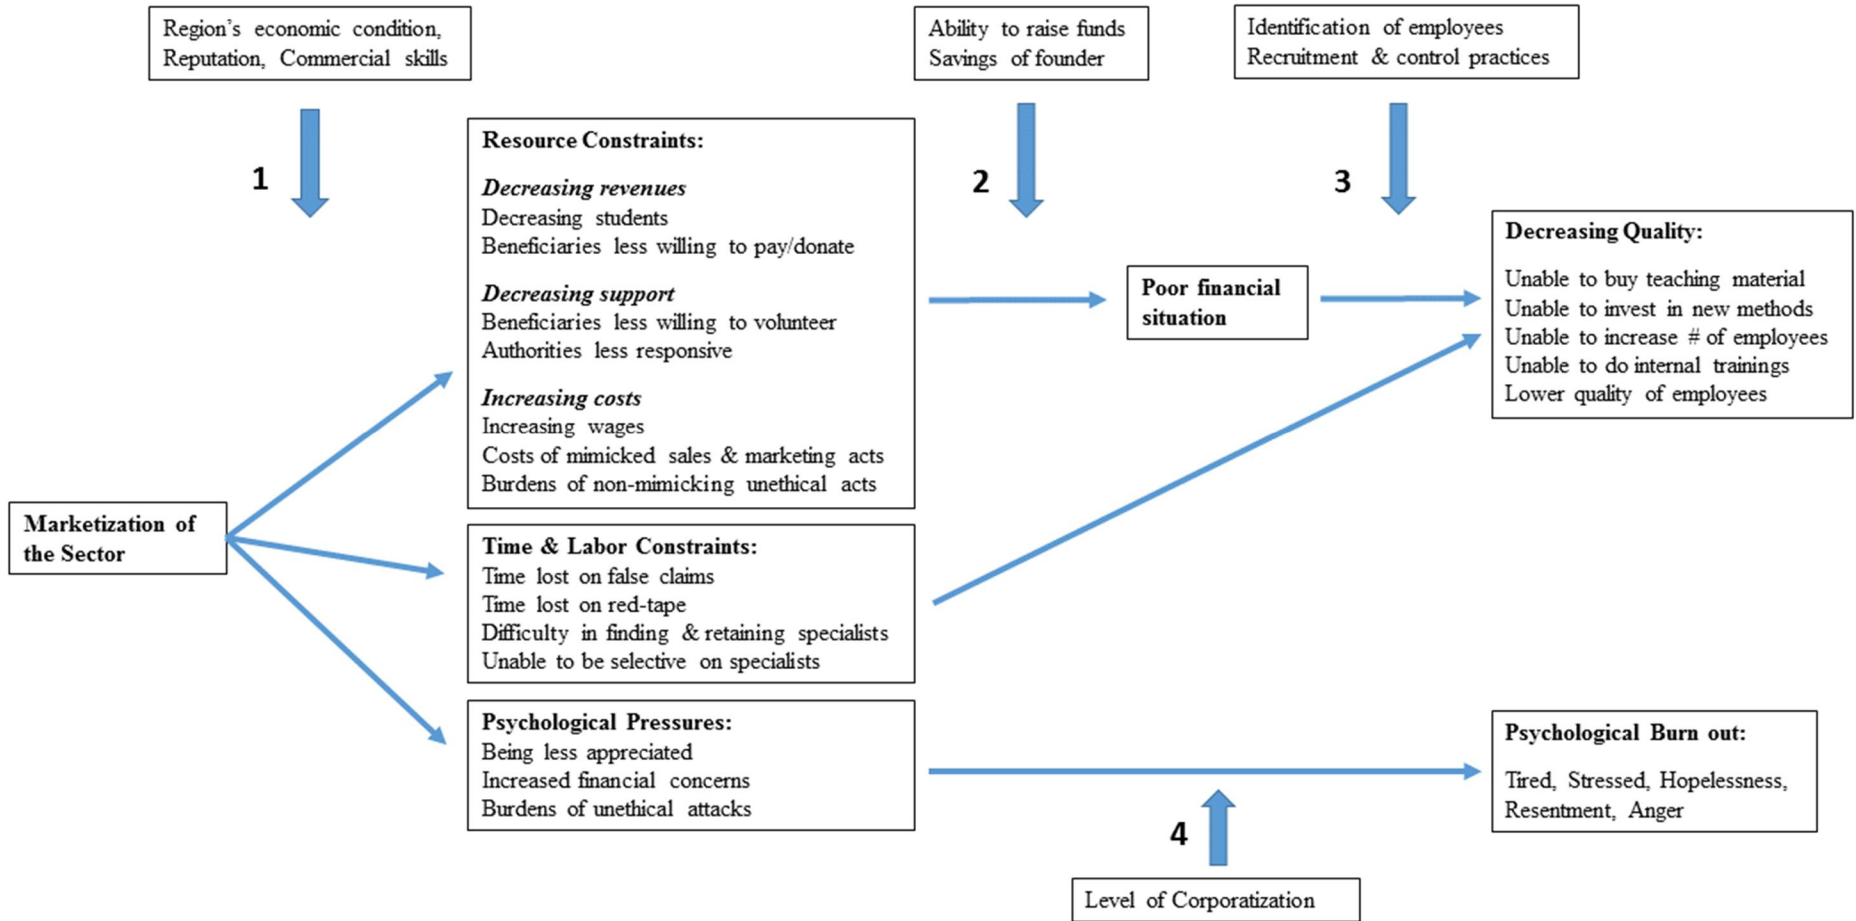 Region's economic condition,
Reputation, Commercial skills
Ability to raise funds
Savings of founder
Identification of employees
Recruitment & control practices
1
2
3
Resource Constraints:
Decreasing revenues
Decreasing students
Beneficiaries less willing to pay/donate
Decreasing support
Beneficiaries less willing to volunteer
Authorities less responsive
Increasing costs
Increasing wages
Costs of mimicked sales & marketing acts
Burdens of non-mimicking unethical acts
Poor financial
situation
Decreasing Quality:
Unable to buy teaching material
Unable to invest in new methods
Unable to increase # of employees
Unable to do internal trainings
Lower quality of employees
Marketization of
the Sector
Time & Labor Constraints:
Time lost on false claims
Time lost on red-tape
Difficulty in finding & retaining specialists
Unable to be selective on specialists
Psychological Pressures:
Being less appreciated
Increased financial concerns
Burdens of unethical attacks
Psychological Burn out:
Tired, Stressed, Hopelessness,
Resentment, Anger
4
Level of Corporatization